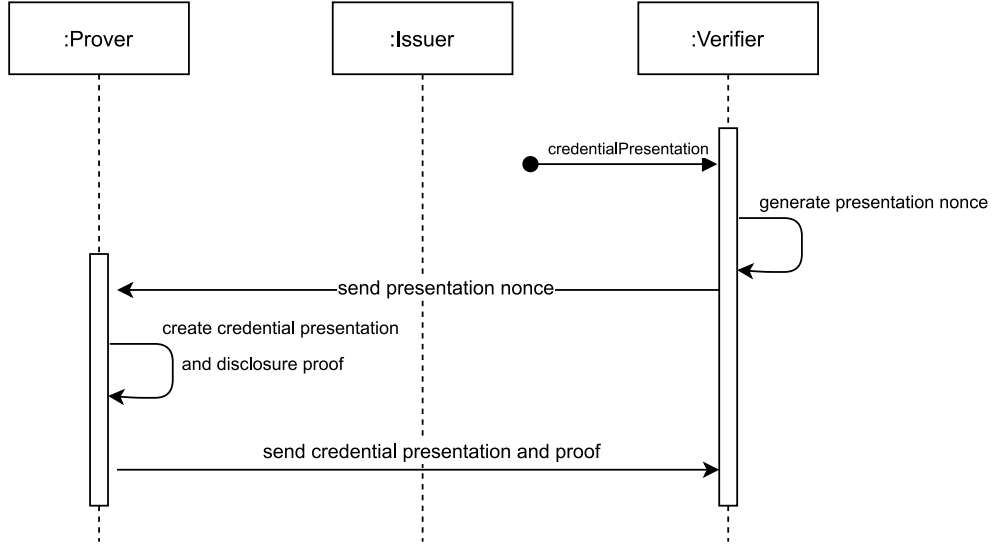 :Prover
:Issuer
:Verifier
credentialPresentation
generate presentation nonce
send presentation nonce
create credential presentation
and disclosure proof
send credential presentation and proof